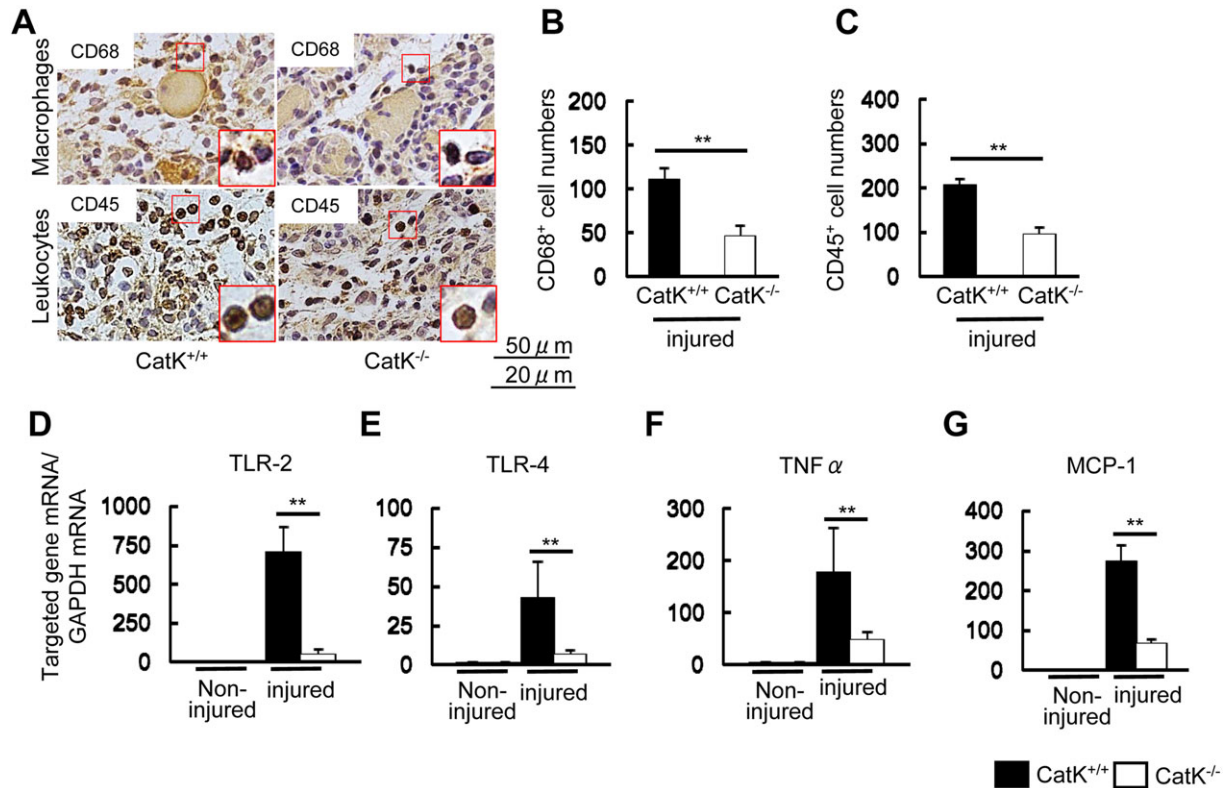 A
Macrophages
CD68
CD68
Leukocytes
CD45
CD45
CatK+/+
CatK-/-
50 μm
20 μm
B
CD68+ cell numbers
200
150
100
50
0
**
CatK+/+ CatK-/-
injured
C
CD45+ cell numbers
400
300
200
100
0
**
CatK+/+ CatK-/-
injured
D
TLR-2
Targeted gene mRNA/
GAPDH mRNA
1000
750
500
250
0
**
Non-
injured
injured
E
TLR-4
100
75
50
25
0
**
Non-
injured
injured
F
TNF α
300
200
100
0
**
Non-
injured
injured
G
MCP-1
400
300
200
100
0
**
Non-
injured
injured
CatK+/+ CatK-/-